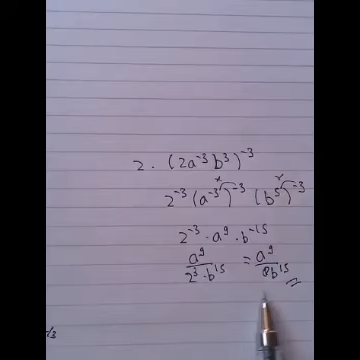 2. (2a⁻³b³)⁻³
2⁻³(a⁻³)⁻³ (b⁵)⁻³
2⁻³ · a⁹ · b⁻¹⁵
a⁹/2³·b¹⁵ = a⁹/8b¹⁵